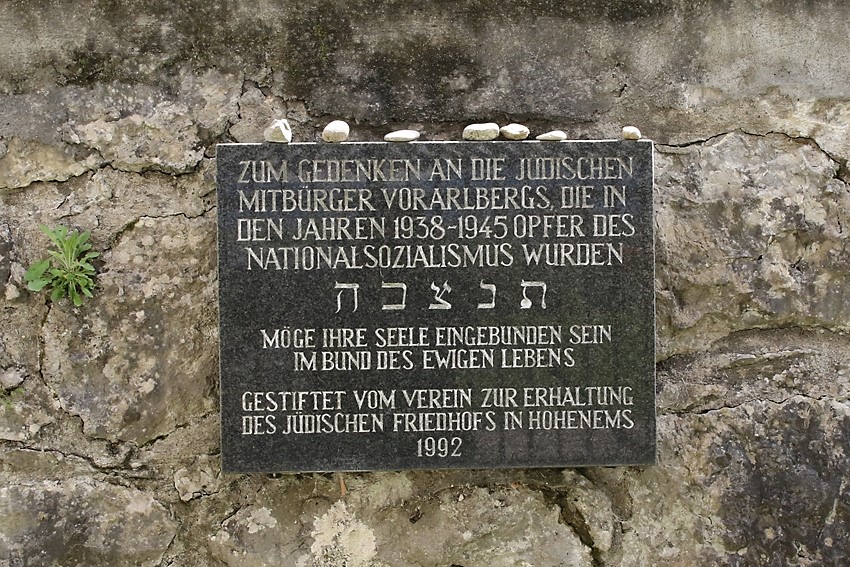 ZUM GEDENKEN AN DIE JÜDISCHEN
MITBÜRGER VORARLBERGS, DIE IN
DEN JAHREN 1938-1945 OPFER DES
NATIONALSOZIALISMUS WURDEN
ת נ צ ב ה
MÖGE IHRE SEELE EINGEBUNDEN SEIN
IM BUND DES EWIGEN LEBENS
GESTIFTET VOM VEREIN ZUR ERHALTUNG
DES JÜDISCHEN FRIEDHOFS IN HOHENEMS
1992